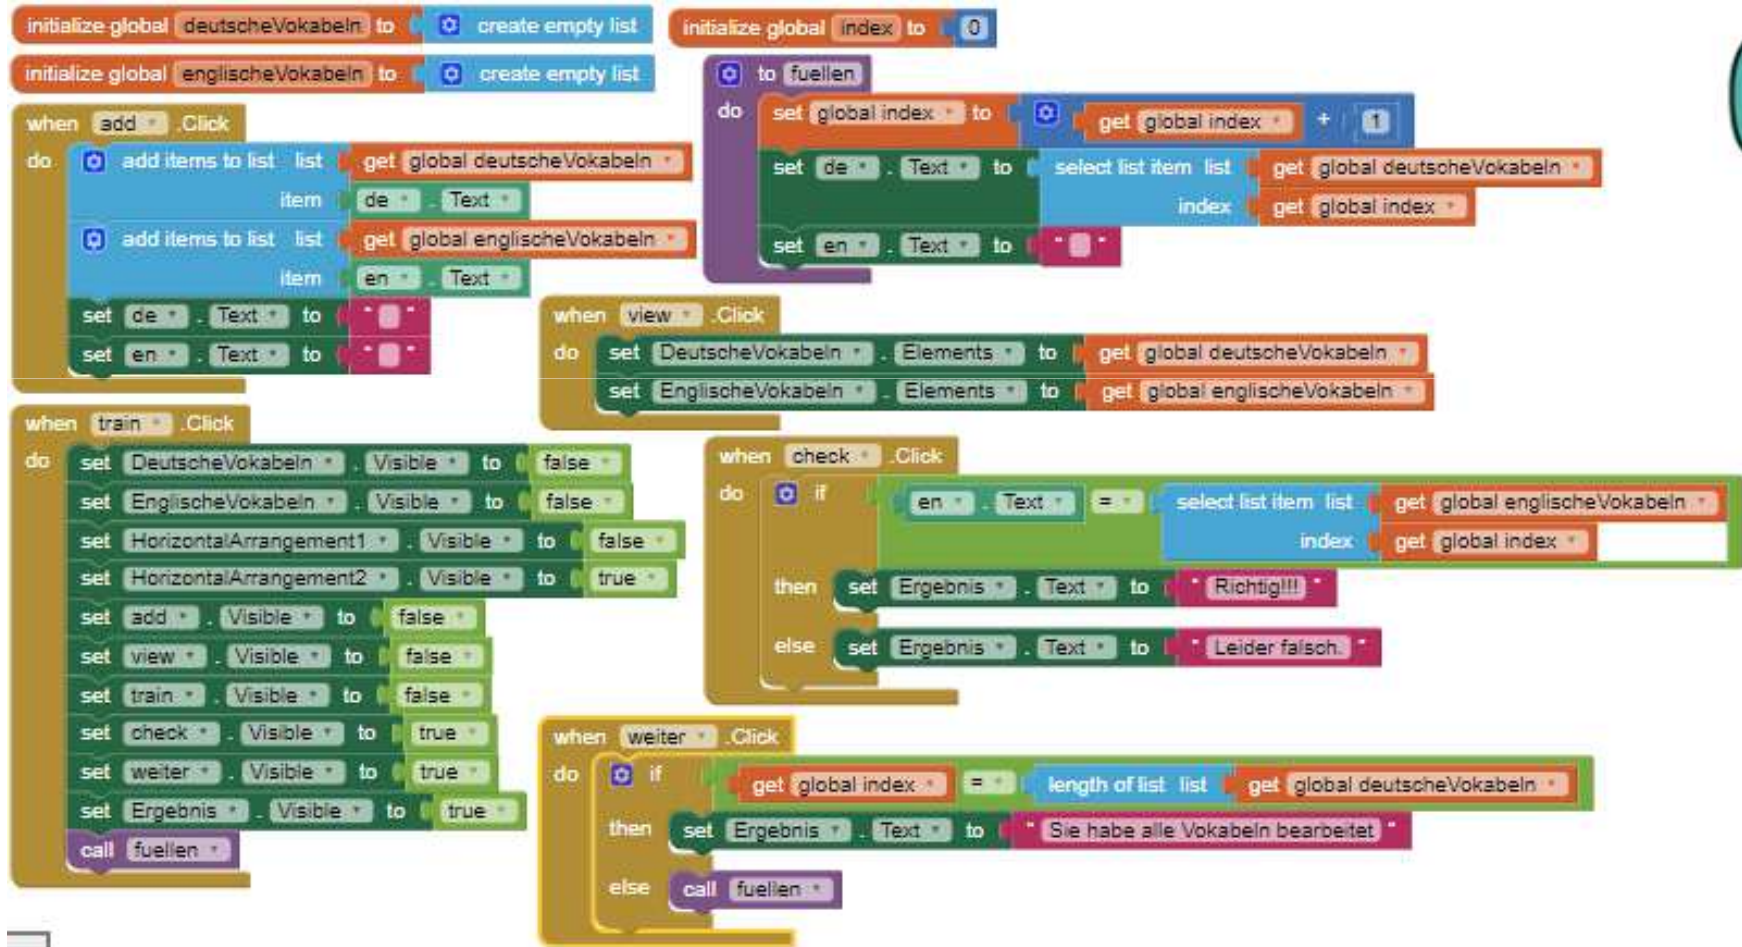 initialize global deutscheVokabeln to create empty list
initialize global englischeVokabeln to create empty list
when add .Click
do add items to list list get global deutscheVokabeln
item de . Text
add items to list list get global englischeVokabeln
item en . Text
set de . Text to " "
set en . Text to " "
when train .Click
do set DeutscheVokabeln . Visible to false
set EnglischeVokabeln . Visible to false
set HorizontalArrangement1 . Visible to false
set HorizontalArrangement2 . Visible to true
set add . Visible to false
set view . Visible to false
set train . Visible to false
set check . Visible to true
set weiter . Visible to true
set Ergebnis . Visible to true
call fuellen
initialize global index to 0
to fuellen
do set global index to get global index + 1
set de . Text to select list item list get global deutscheVokabeln
index get global index
set en . Text to " "
when view .Click
do set DeutscheVokabeln . Elements to get global deutscheVokabeln
set EnglischeVokabeln . Elements to get global englischeVokabeln
when check .Click
do if en . Text = select list item list get global englischeVokabeln
index get global index
then set Ergebnis . Text to " Richtig!!! "
else set Ergebnis . Text to " Leider falsch. "
when weiter .Click
do if get global index = length of list list get global deutscheVokabeln
then set Ergebnis . Text to " Sie habe alle Vokabeln bearbeitet "
else call fuellen